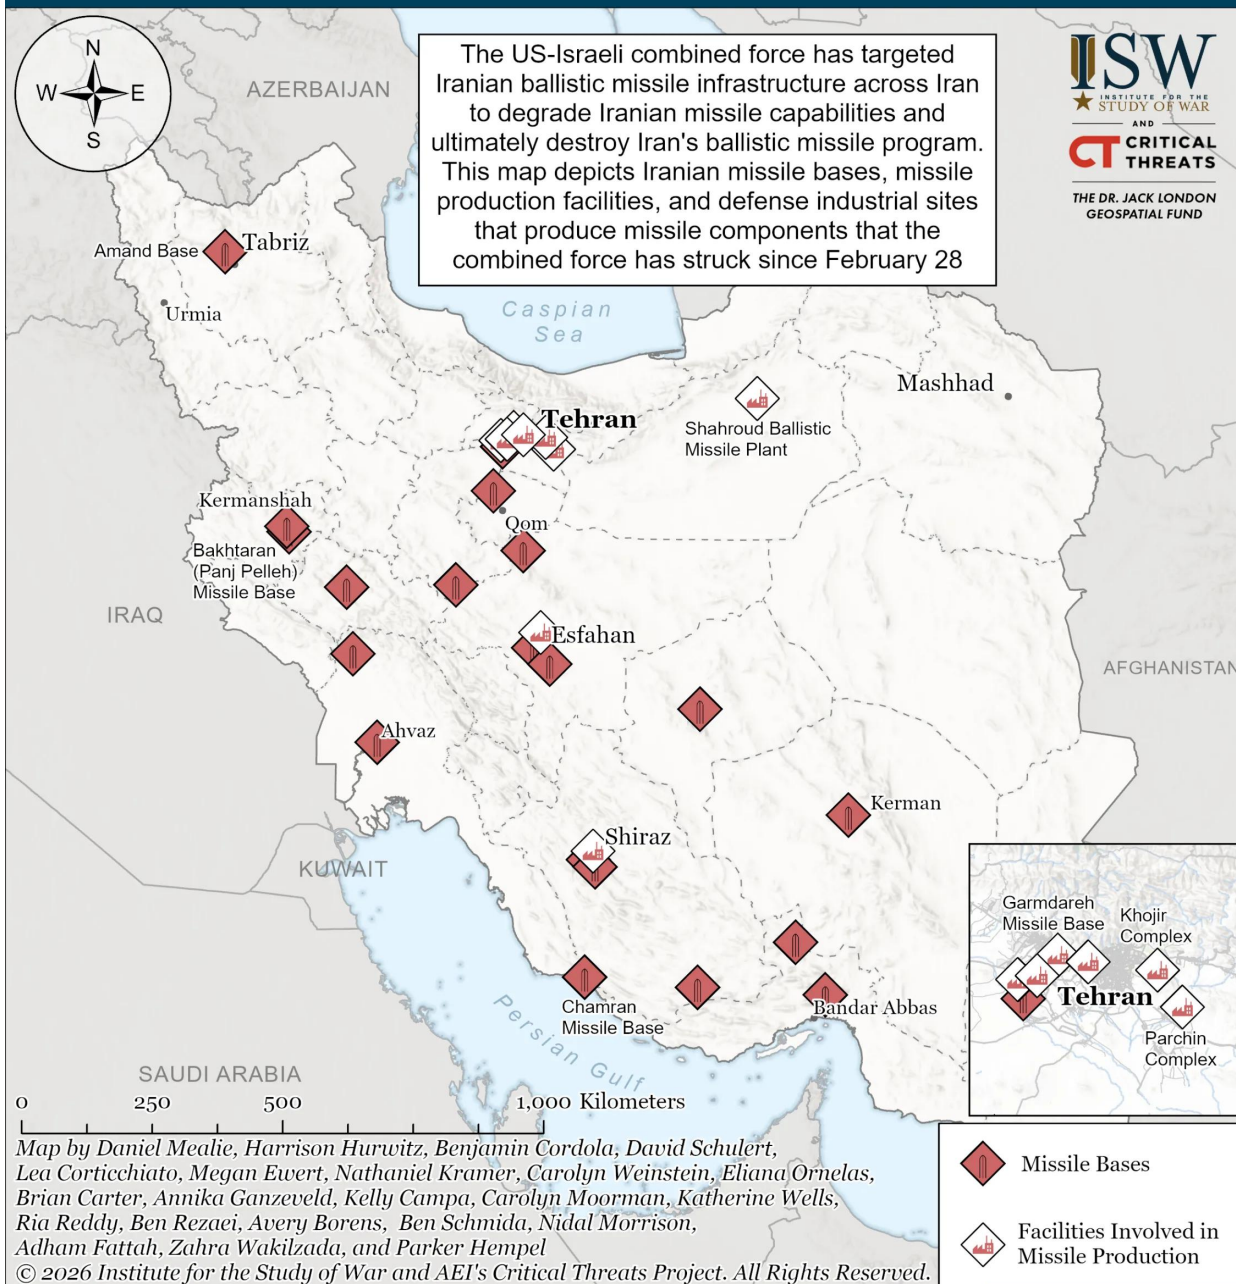 The US-Israeli combined force has targeted
Iranian ballistic missile infrastructure across Iran
to degrade Iranian missile capabilities and
ultimately destroy Iran's ballistic missile program.
This map depicts Iranian missile bases, missile
production facilities, and defense industrial sites
that produce missile components that the
combined force has struck since February 28
ISW
INSTITUTE FOR THE
STUDY OF WAR
AND
CT CRITICAL
THREATS
THE DR. JACK LONDON
GEOSPATIAL FUND
N
W
E
S
AZERBAIJAN
Amand Base
Tabriz
Urmia
Caspian
Sea
Mashhad
Tehran
Shahroud Ballistic
Missile Plant
Kermanshah
Qom
Bakhtaran
(Panj Pelleh)
Missile Base
IRAQ
Esfahan
AFGHANISTAN
Ahvaz
Kerman
Shiraz
KUWAIT
Garmdareh
Missile Base
Khojir
Complex
Tehran
Parchin
Complex
Chamran
Missile Base
Bandar Abbas
Persian Gulf
SAUDI ARABIA
0 250 500 1,000 Kilometers
Map by Daniel Mealie, Harrison Hurwitz, Benjamin Cordola, David Schulert,
Lea Corticchiato, Megan Ewert, Nathaniel Kramer, Carolyn Weinstein, Eliana Ornelas,
Brian Carter, Annika Ganzeveld, Kelly Campa, Carolyn Moorman, Katherine Wells,
Ria Reddy, Ben Rezaei, Avery Borens, Ben Schmida, Nidal Morrison,
Adham Fattah, Zahra Wakilzada, and Parker Hempel
© 2026 Institute for the Study of War and AEI's Critical Threats Project. All Rights Reserved.
Missile Bases
Facilities Involved in
Missile Production